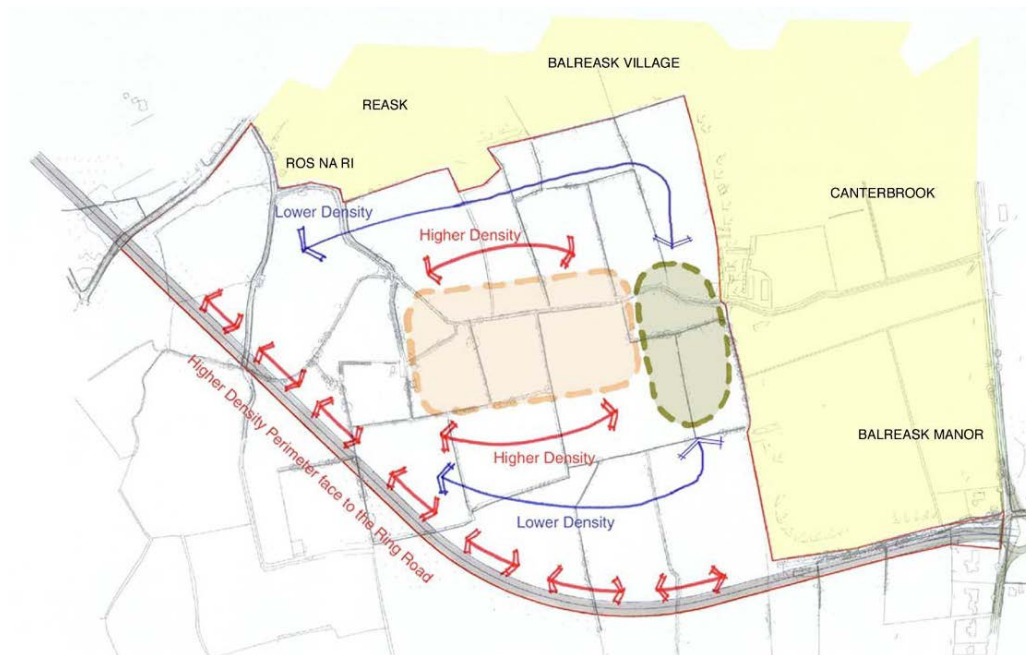 BALREASK VILLAGE
REASK
ROS NA RI
CANTERBROOK
Lower Density
Higher Density
Higher Density Perimeter face to the Ring Road
Higher Density
BALREASK MANOR
Lower Density